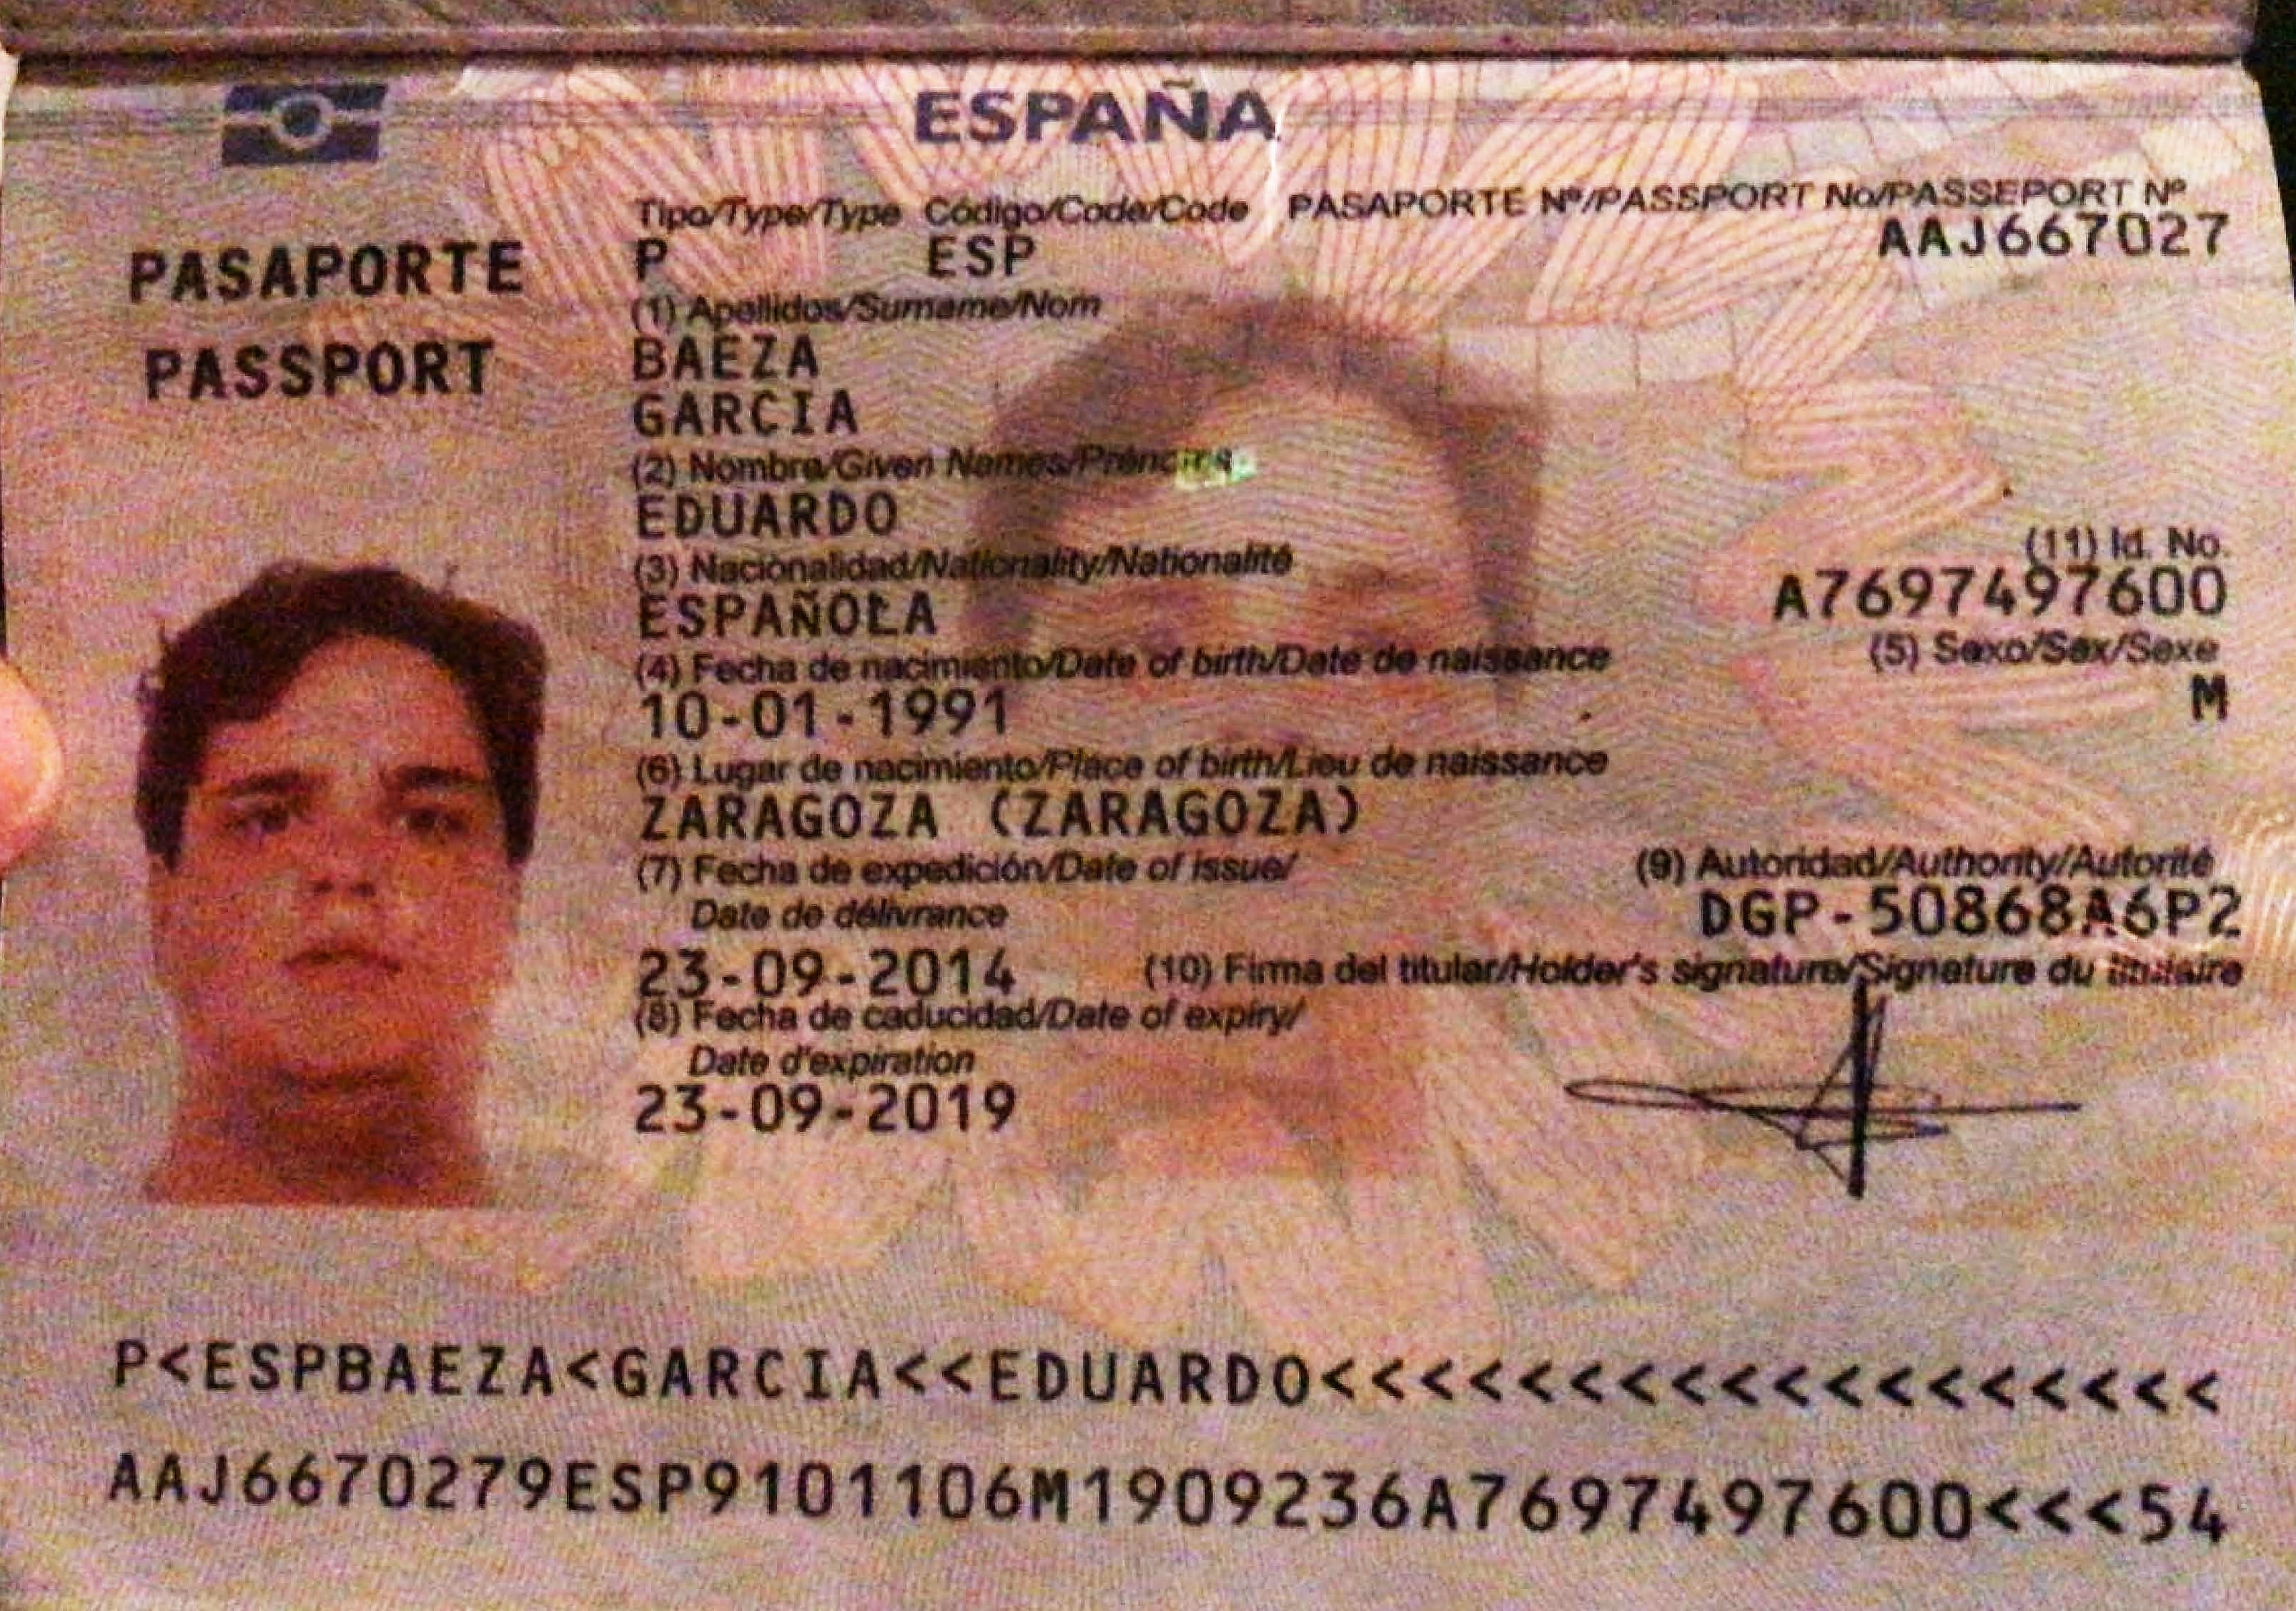 ESPAÑA
Tipo/Type/Type Código/Code/Code PASAPORTE Nº/PASSPORT No/PASSEPORT Nº
P ESP AAJ667027
PASAPORTE
PASSPORT
(1) Apellidos/Surname/Nom
BAEZA
GARCIA
(2) Nombre/Given Names/Prénoms
EDUARDO
(3) Nacionalidad/Nationality/Nationalité
ESPAÑOLA
(11) Id. No.
A7697497600
(4) Fecha de nacimiento/Date of birth/Date de naissance
10-01-1991
(5) Sexo/Sex/Sexe
M
(6) Lugar de nacimiento/Place of birth/Lieu de naissance
ZARAGOZA (ZARAGOZA)
(7) Fecha de expedición/Date of issue/
Date de délivrance
23-09-2014
(9) Autoridad/Authority/Autorité
DGP-50868A6P2
(10) Firma del titular/Holder's signature/Signature du titulaire
(8) Fecha de caducidad/Date of expiry/
Date d'expiration
23-09-2019
P<ESPBAEZA<GARCIA<<EDUARDO<<<<<<<<<<<<<<<<<<
AAJ6670279ESP9101106M1909236A7697497600<<<54